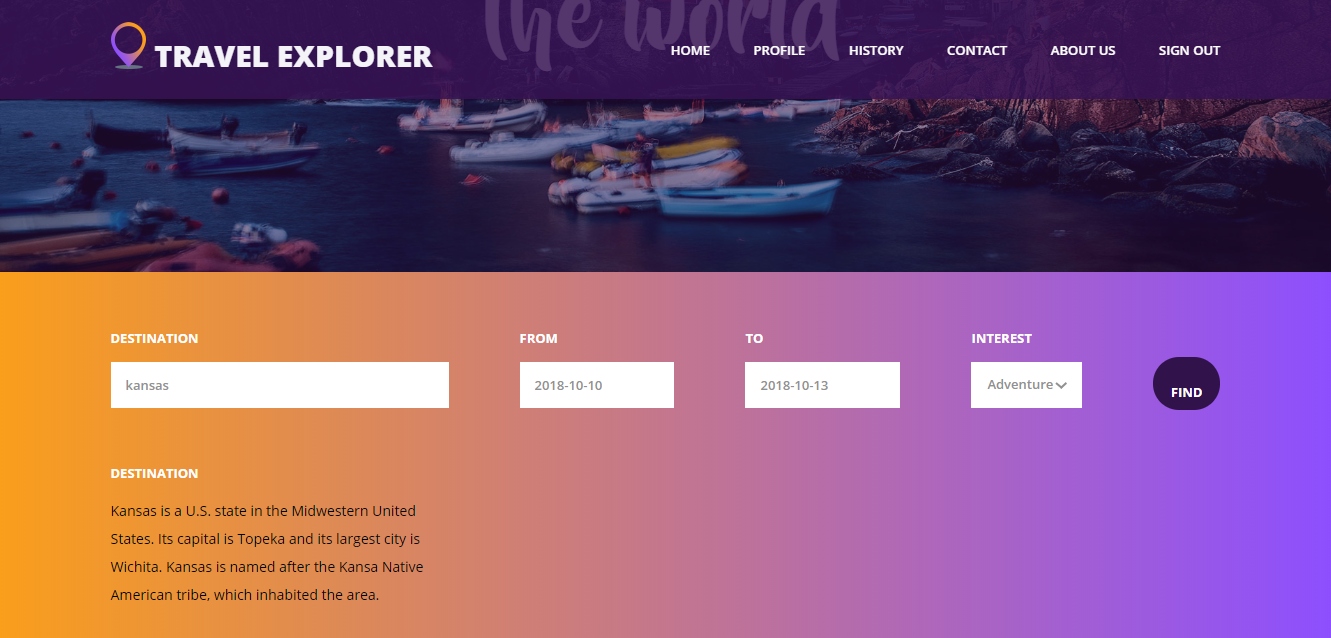 the world
TRAVEL EXPLORER
HOME PROFILE HISTORY CONTACT ABOUT US SIGN OUT
DESTINATION FROM TO INTEREST
kansas 2018-10-10 2018-10-13 Adventure FIND
DESTINATION
Kansas is a U.S. state in the Midwestern United
States. Its capital is Topeka and its largest city is
Wichita. Kansas is named after the Kansa Native
American tribe, which inhabited the area.